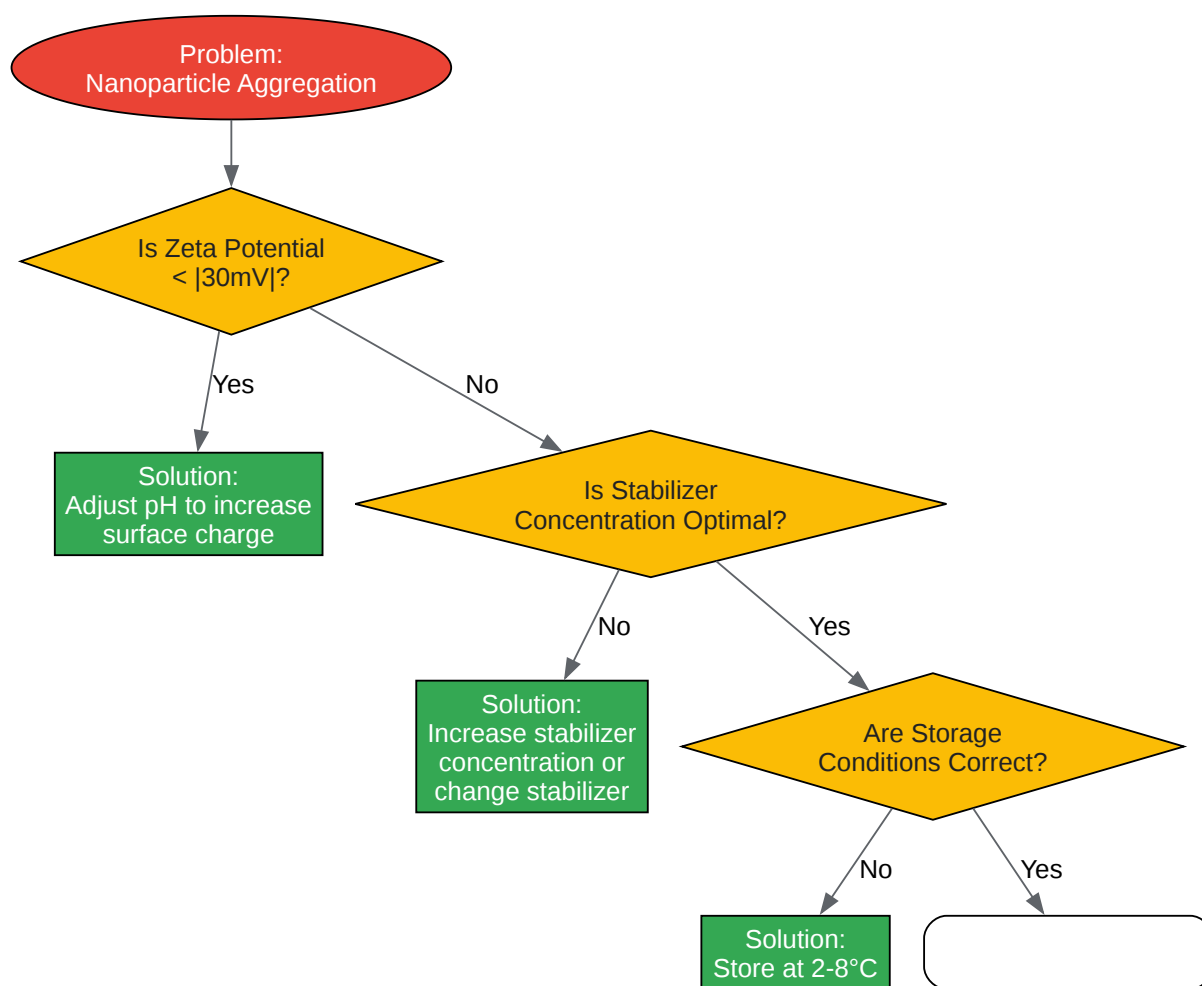 Problem:
Nanoparticle Aggregation
Is Zeta Potential
< |30mV|?
Yes
No
Solution:
Adjust pH to increase
surface charge
Is Stabilizer
Concentration Optimal?
No
Yes
Solution:
Increase stabilizer
concentration or
change stabilizer
Are Storage
Conditions Correct?
No
Yes
Solution:
Store at 2-8°C